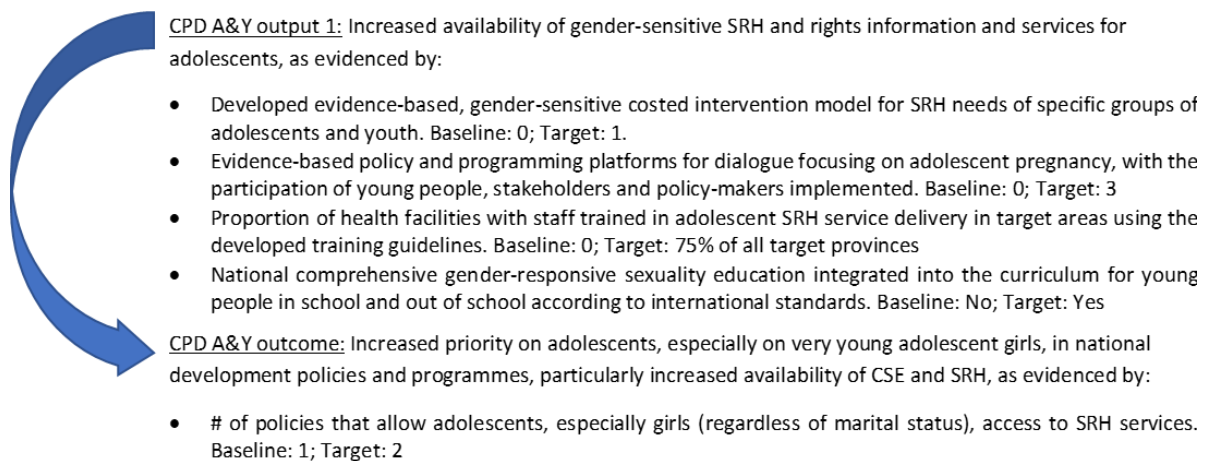 CPD A&Y output 1: Increased availability of gender-sensitive SRH and rights information and services for
adolescents, as evidenced by:
• Developed evidence-based, gender-sensitive costed intervention model for SRH needs of specific groups of
adolescents and youth. Baseline: 0; Target: 1.
• Evidence-based policy and programming platforms for dialogue focusing on adolescent pregnancy, with the
participation of young people, stakeholders and policy-makers implemented. Baseline: 0; Target: 3
• Proportion of health facilities with staff trained in adolescent SRH service delivery in target areas using the
developed training guidelines. Baseline: 0; Target: 75% of all target provinces
• National comprehensive gender-responsive sexuality education integrated into the curriculum for young
people in school and out of school according to international standards. Baseline: No; Target: Yes
CPD A&Y outcome: Increased priority on adolescents, especially on very young adolescent girls, in national
development policies and programmes, particularly increased availability of CSE and SRH, as evidenced by:
• # of policies that allow adolescents, especially girls (regardless of marital status), access to SRH services.
Baseline: 1; Target: 2